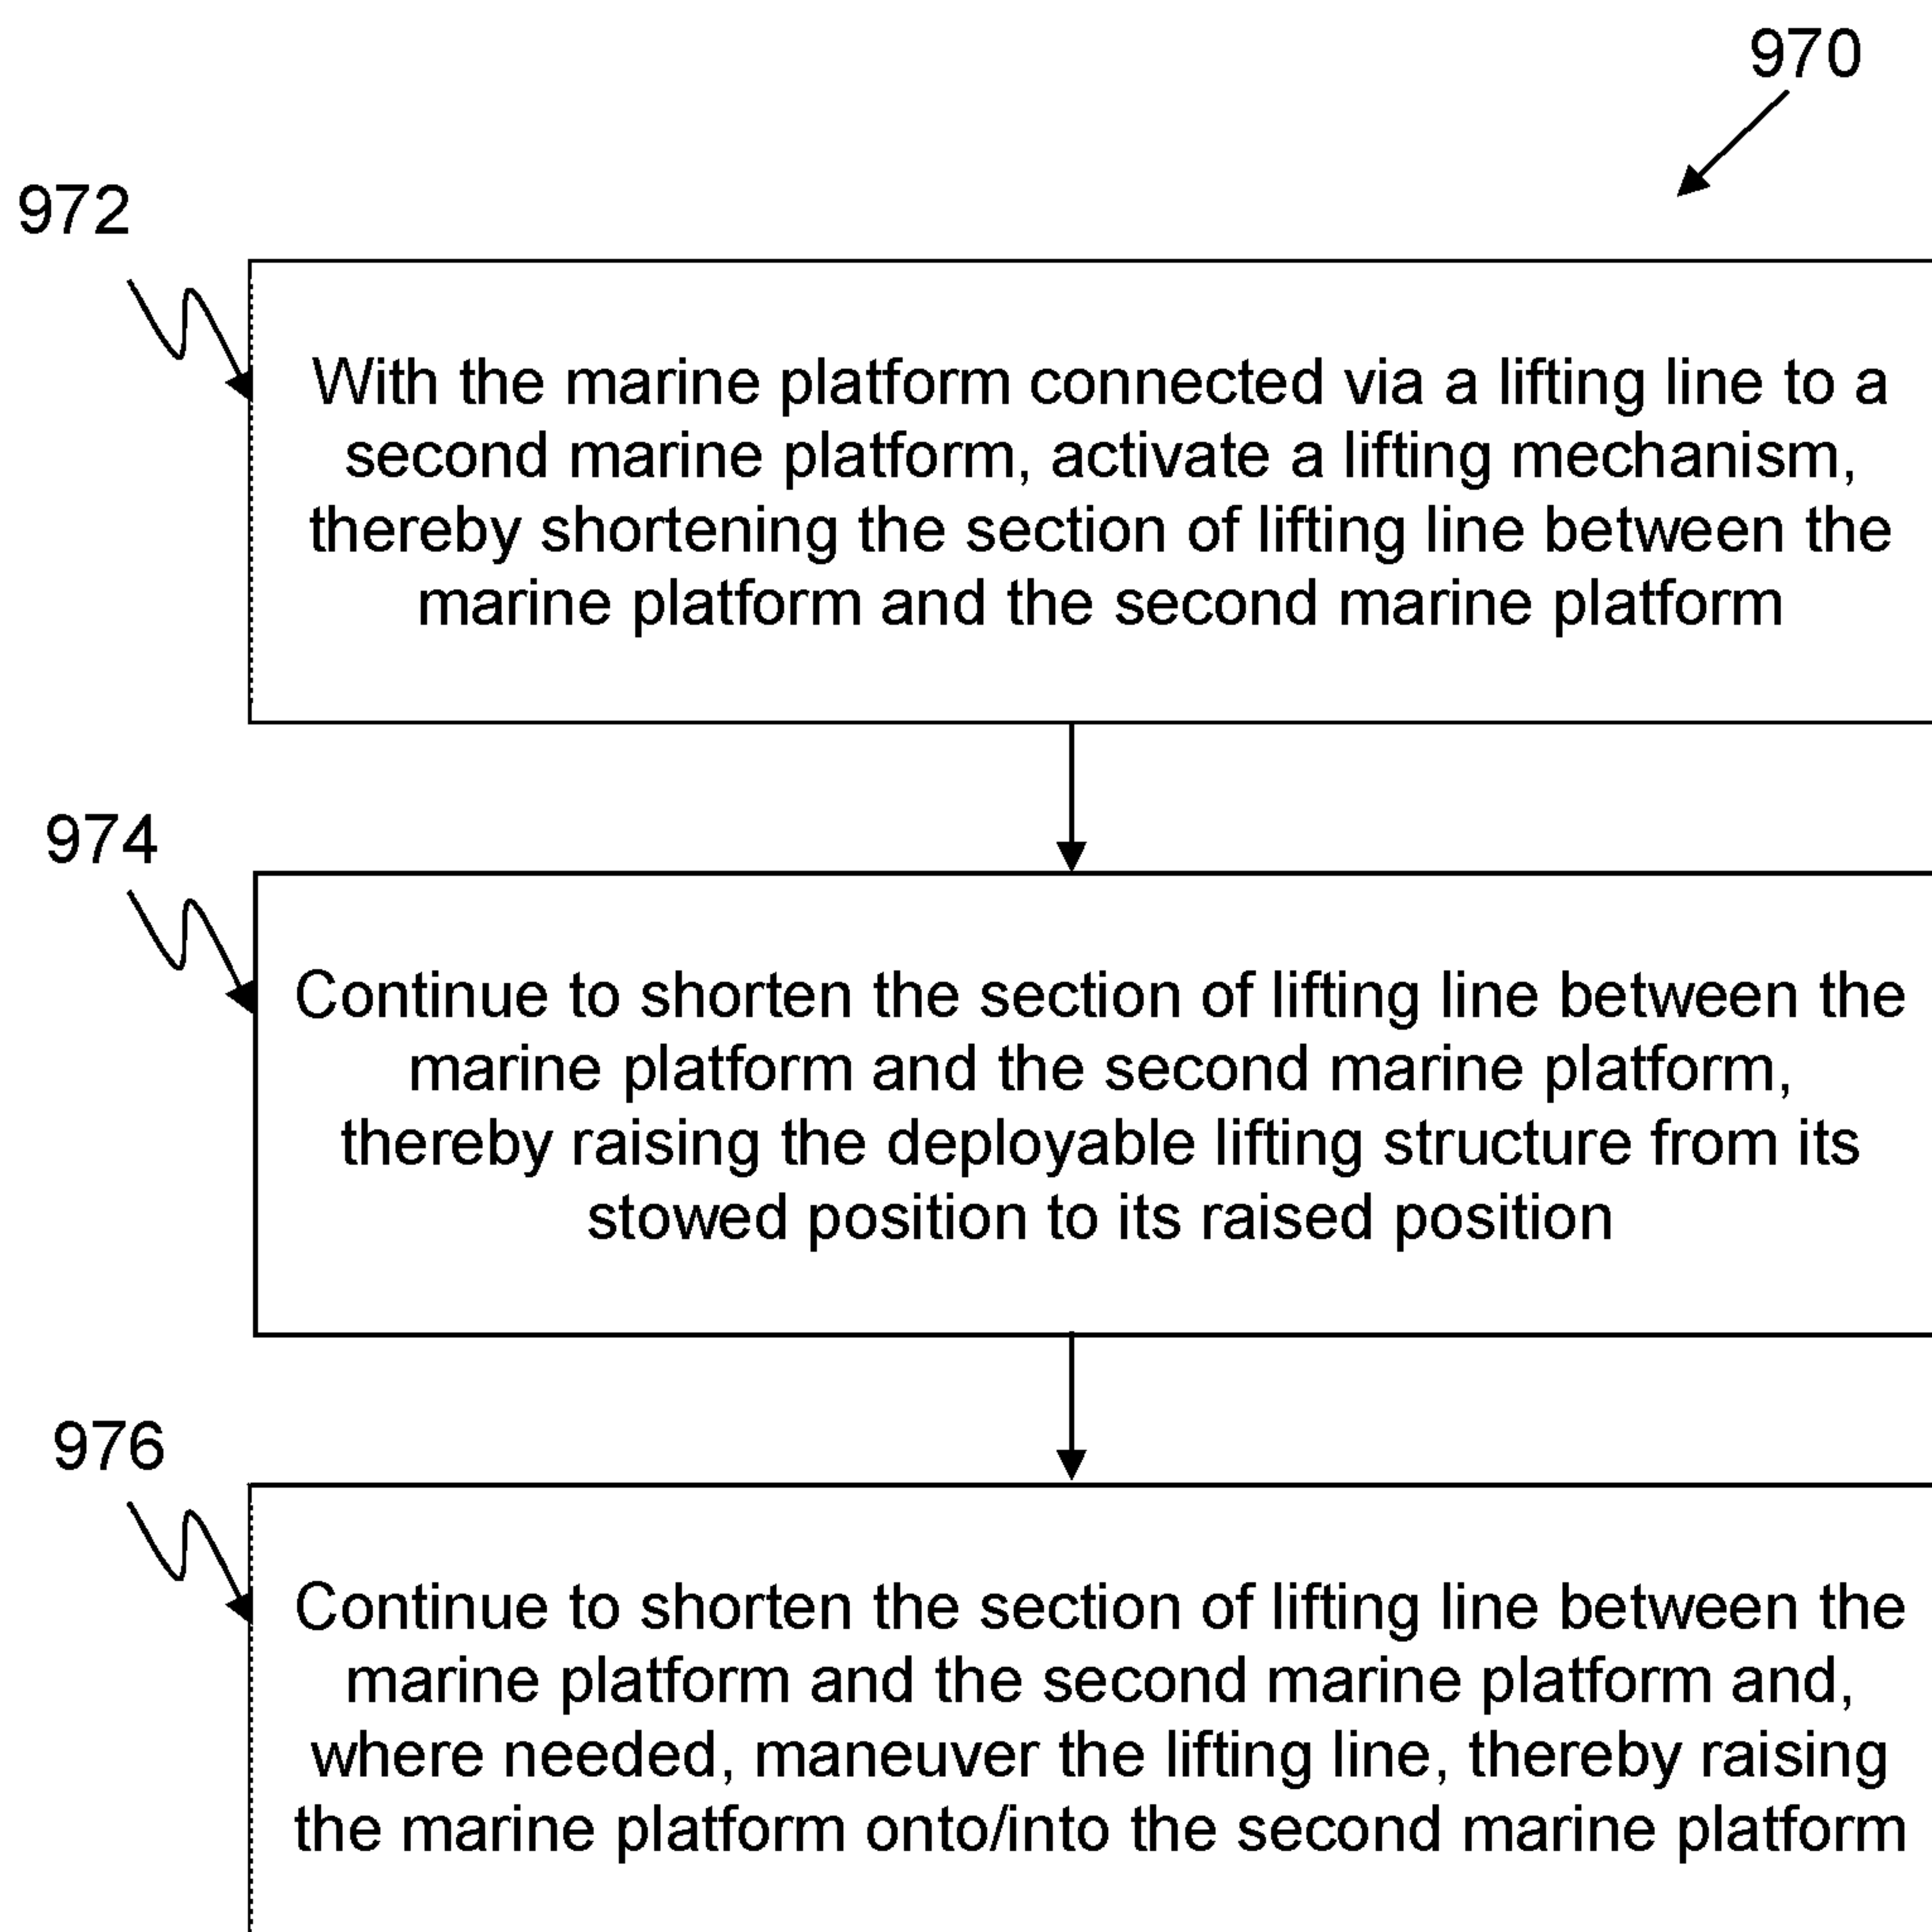 970
972
With the marine platform connected via a lifting line to a
second marine platform, activate a lifting mechanism,
thereby shortening the section of lifting line between the
marine platform and the second marine platform
974
Continue to shorten the section of lifting line between the
marine platform and the second marine platform,
thereby raising the deployable lifting structure from its
stowed position to its raised position
976
Continue to shorten the section of lifting line between the
marine platform and the second marine platform and,
where needed, maneuver the lifting line, thereby raising
the marine platform onto/into the second marine platform